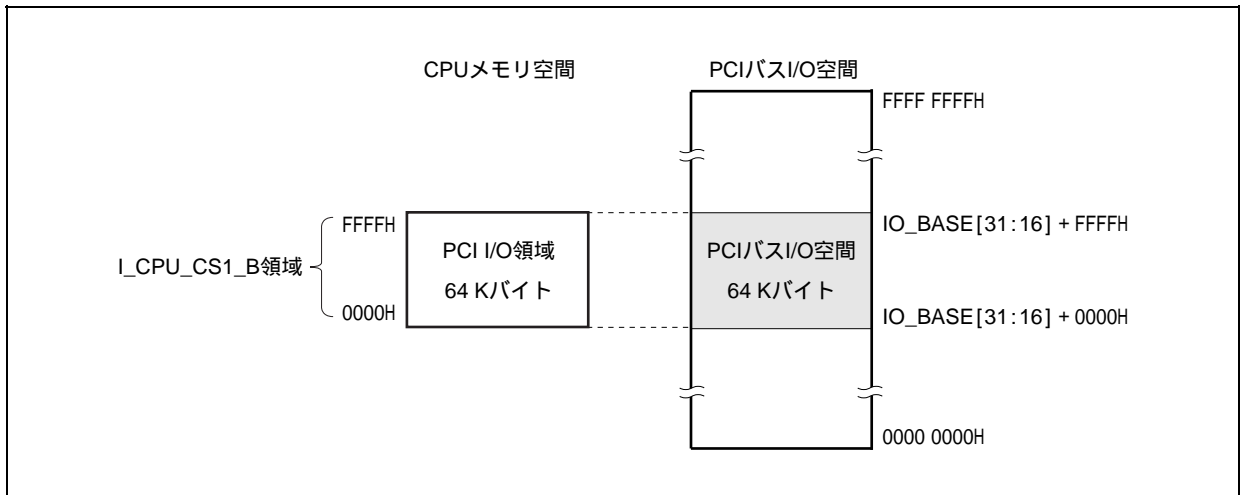 CPUメモリ空間
PCIバスI/O空間
FFFF FFFFH
I_CPU_CS1_B領域
FFFFH
0000H
PCI I/O領域
64 Kバイト
PCIバスI/O空間
64 Kバイト
IO_BASE[31:16] + FFFFH
IO_BASE[31:16] + 0000H
0000 0000H